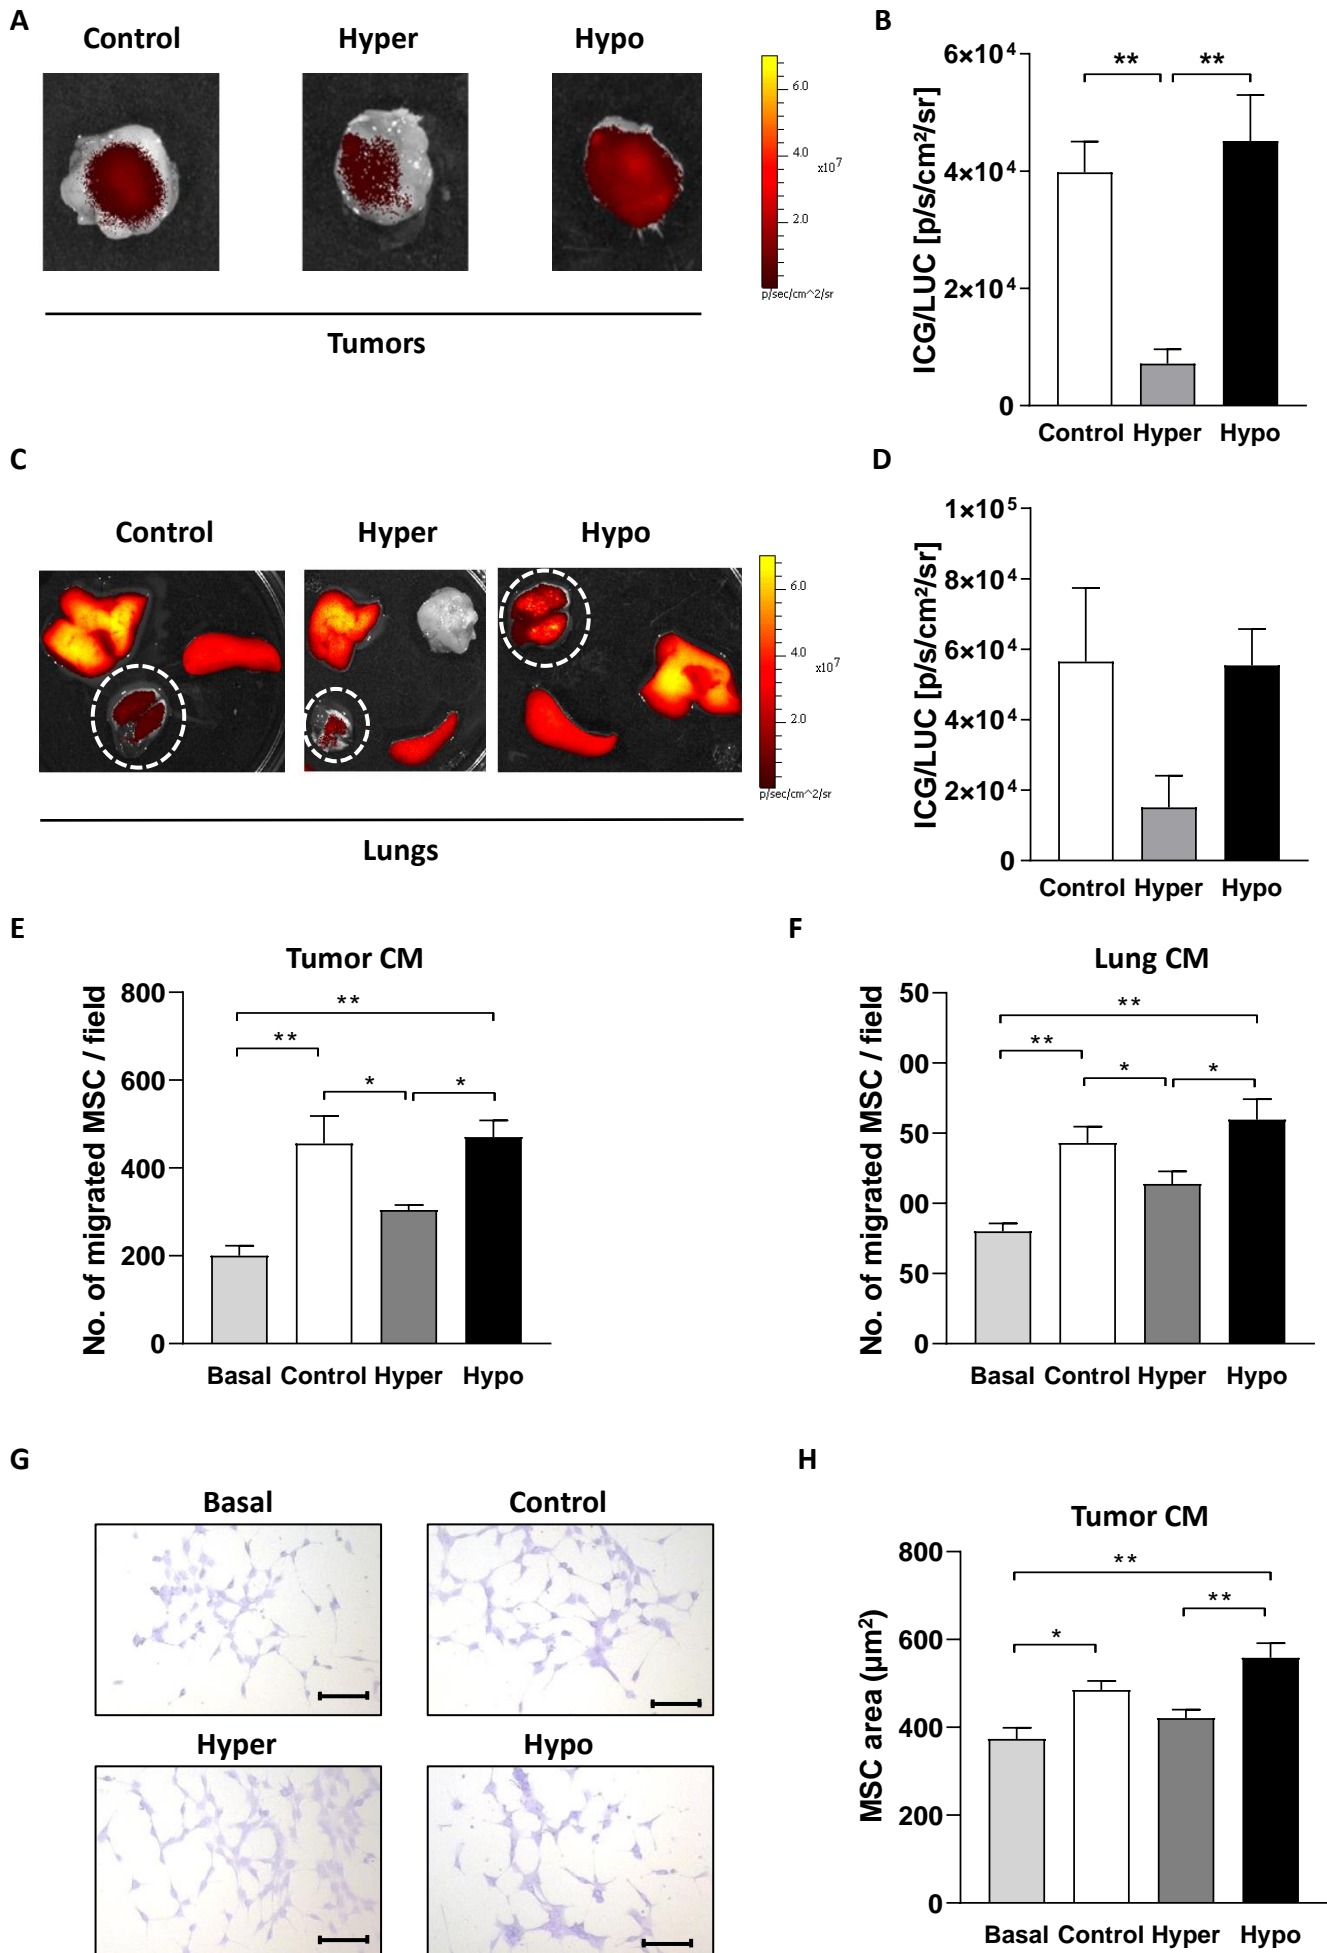 A
Control
Hyper
Hypo
6.0
4.0
x10⁷
2.0
p/sec/cm^2/sr
Tumors
B
ICG/LUC [p/s/cm²/sr]
6×10⁴
4×10⁴
2×10⁴
0
**
**
Control Hyper Hypo
C
Control
Hyper
Hypo
6.0
4.0
x10⁷
2.0
p/sec/cm^2/sr
Lungs
D
ICG/LUC [p/s/cm²/sr]
1×10⁵
8×10⁴
6×10⁴
4×10⁴
2×10⁴
0
Control Hyper Hypo
E
Tumor CM
No. of migrated MSC / field
800
600
400
200
0
**
**
*
*
Basal Control Hyper Hypo
F
Lung CM
No. of migrated MSC / field
50
00
50
00
50
0
**
**
*
*
Basal Control Hyper Hypo
G
Basal
Control
Hyper
Hypo
H
Tumor CM
MSC area (µm²)
800
600
400
200
0
**
**
*
Basal Control Hyper Hypo